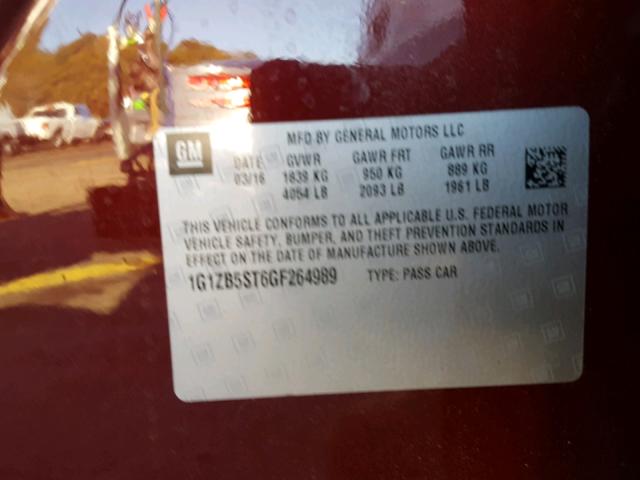 GM
MFD BY GENERAL MOTORS LLC
DATE GVWR GAWR FRT GAWR RR
03/16 1839 KG 950 KG 889 KG
4054 LB 2093 LB 1961 LB
THIS VEHICLE CONFORMS TO ALL APPLICABLE U.S. FEDERAL MOTOR
VEHICLE SAFETY, BUMPER, AND THEFT PREVENTION STANDARDS IN
EFFECT ON THE DATE OF MANUFACTURE SHOWN ABOVE.
1G1ZB5ST6GF264989 TYPE: PASS CAR